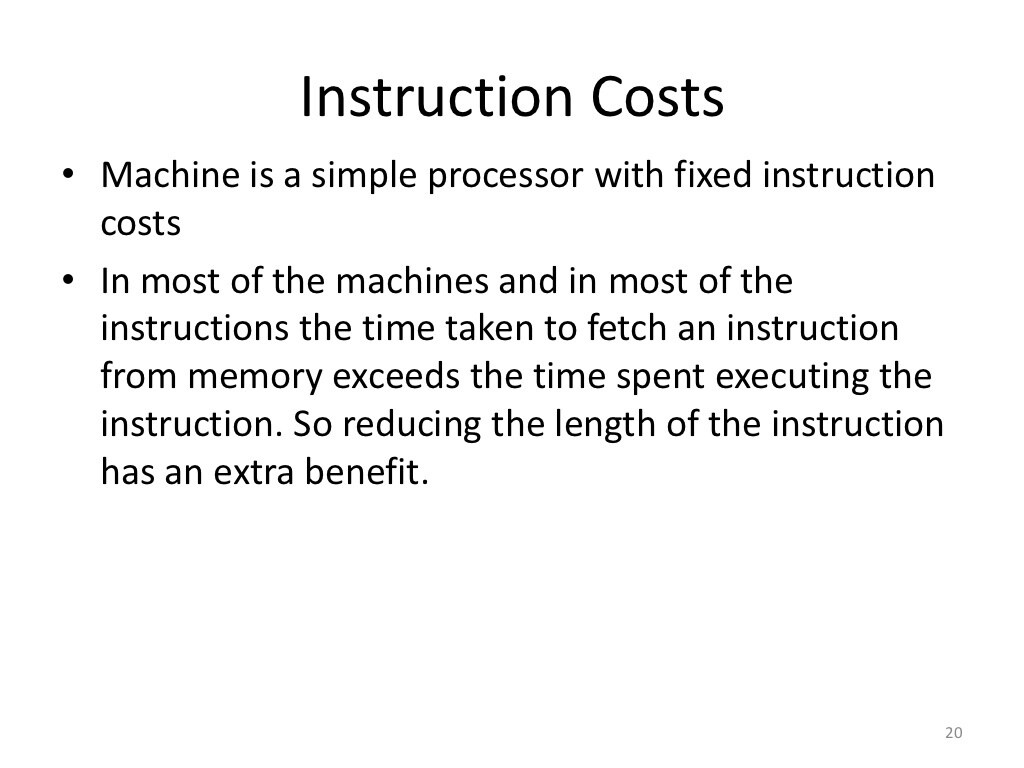 Instruction Costs
• Machine is a simple processor with fixed instruction
costs
• In most of the machines and in most of the
instructions the time taken to fetch an instruction
from memory exceeds the time spent executing the
instruction. So reducing the length of the instruction
has an extra benefit.
20